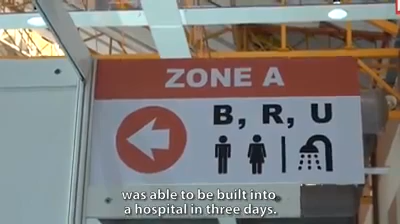 ZONE A
B, R, U
was able to be built into
a hospital in three days.